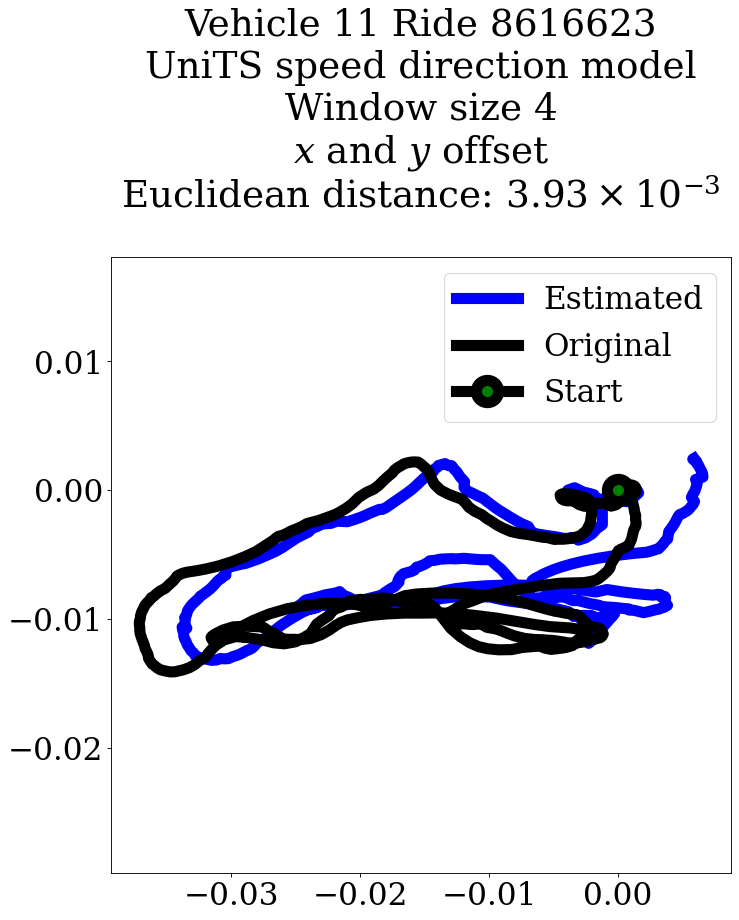 Vehicle 11 Ride 8616623
UniTS speed direction model
Window size 4
x and y offset
Euclidean distance: 3.93 × 10⁻³
Estimated
Original
Start
0.01
0.00
−0.01
−0.02
−0.03 −0.02 −0.01 0.00